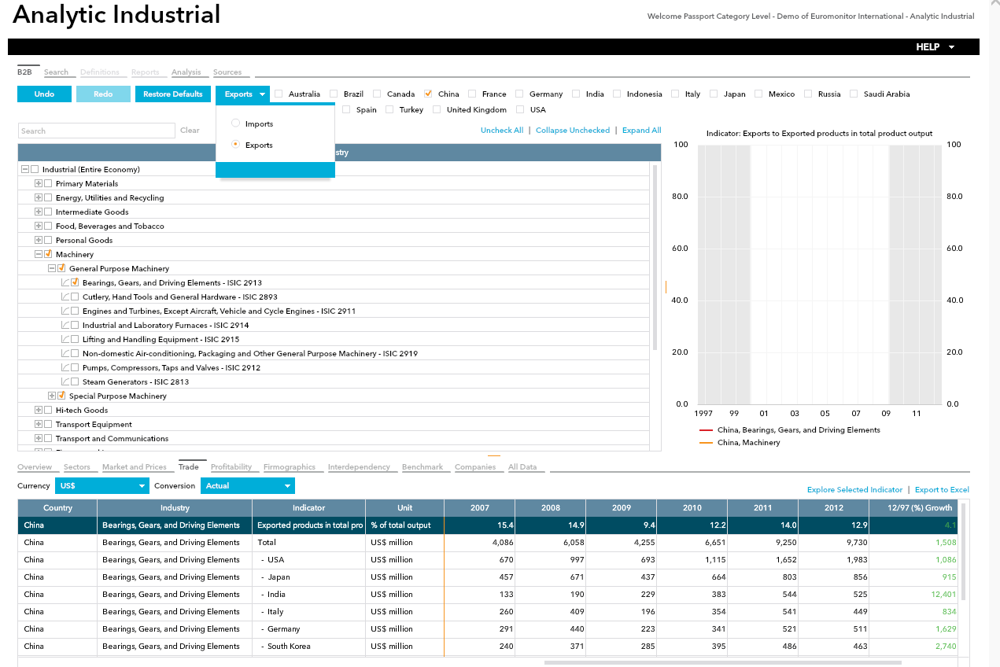 Analytic Industrial
Welcome Passport Category Level - Demo of Euromonitor International - Analytic Industrial
HELP
B2B Search Definitions Reports Analysis Sources
Undo Redo Restore Defaults Exports Australia Brazil Canada China France Germany India Indonesia Italy Japan Mexico Russia Saudi Arabia
Spain Turkey United Kingdom USA
Imports
Exports
Search Clear Uncheck All | Collapse Unchecked | Expand All
stry
Industrial (Entire Economy)
Primary Materials
Energy, Utilities and Recycling
Intermediate Goods
Food, Beverages and Tobacco
Personal Goods
Machinery
General Purpose Machinery
Bearings, Gears, and Driving Elements - ISIC 2913
Cutlery, Hand Tools and General Hardware - ISIC 2893
Engines and Turbines, Except Aircraft, Vehicle and Cycle Engines - ISIC 2911
Industrial and Laboratory Furnaces - ISIC 2914
Lifting and Handling Equipment - ISIC 2915
Non-domestic Air-conditioning, Packaging and Other General Purpose Machinery - ISIC 2919
Pumps, Compressors, Taps and Valves - ISIC 2912
Steam Generators - ISIC 2813
Special Purpose Machinery
Hi-tech Goods
Transport Equipment
Transport and Communications
Indicator: Exports to Exported products in total product output
100 100
80.0 80.0
60.0 60.0
40.0 40.0
20.0 20.0
0.0 0.0
1997 99 01 03 05 07 09 11
China, Bearings, Gears, and Driving Elements
China, Machinery
Overview Sectors Market and Prices Trade Profitability Firmographics Interdependency Benchmark Companies All Data
Currency US$ Conversion Actual
Explore Selected Indicator | Export to Excel
Country Industry Indicator Unit 2007 2008 2009 2010 2011 2012 12/97 (%) Growth
China Bearings, Gears, and Driving Elements Exported products in total pro % of total output 15.4 14.9 9.4 12.2 14.0 12.9 4.1
China Bearings, Gears, and Driving Elements Total US$ million 4,086 6,058 4,255 6,651 9,250 9,730 1,508
China Bearings, Gears, and Driving Elements - USA US$ million 670 997 693 1,115 1,652 1,983 1,086
China Bearings, Gears, and Driving Elements - Japan US$ million 457 671 437 664 803 856 915
China Bearings, Gears, and Driving Elements - India US$ million 133 190 229 383 544 525 12,401
China Bearings, Gears, and Driving Elements - Italy US$ million 260 409 196 354 541 449 834
China Bearings, Gears, and Driving Elements - Germany US$ million 291 440 223 341 521 511 1,629
China Bearings, Gears, and Driving Elements - South Korea US$ million 240 371 285 395 486 463 2,740